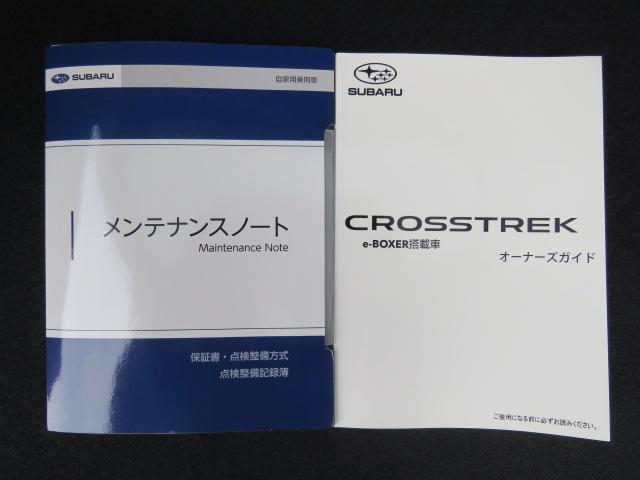 SUBARU
自家用乗用車
メンテナンスノート
Maintenance Note
保証書・点検整備方式
点検整備記録簿
SUBARU
CROSSTREK
e-BOXER搭載車
オーナーズガイド
ご使用になる前に必ずお読みください。